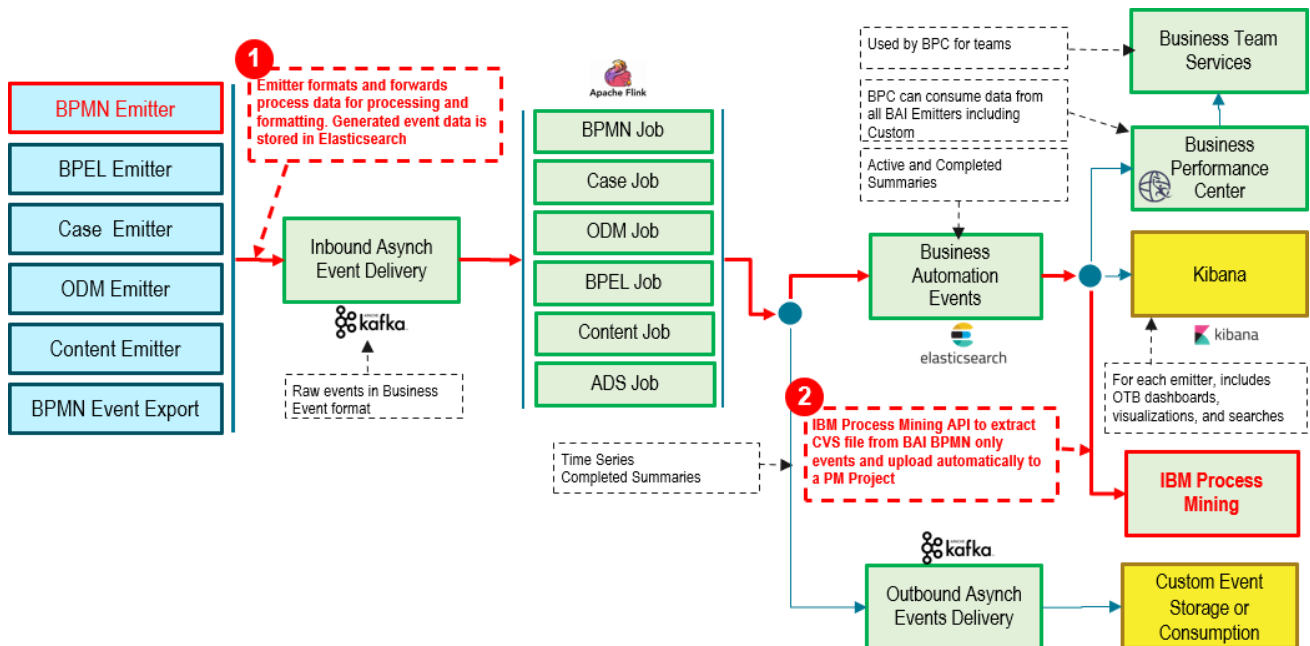 BPMN Emitter
BPEL Emitter
Case  Emitter
ODM Emitter
Content Emitter
BPMN Event Export
1
Emitter formats and forwards
process data for processing and
formatting. Generated event data is
stored in Elasticsearch
Inbound Asynch
Event Delivery
APACHE
kafka
Raw events in Business
Event format
Apache Flink
BPMN Job
Case Job
ODM Job
BPEL Job
Content Job
ADS Job
Used by BPC for teams
BPC can consume data from
all BAI Emitters including
Custom
Active and Completed
Summaries
Business Team
Services
Business
Performance
Center
Business
Automation
Events
elasticsearch
Kibana
kibana
For each emitter, includes
OTB dashboards,
visualizations, and searches
2
IBM Process Mining API to extract
CVS file from BAI BPMN only
events and upload automatically to
a PM Project
Time Series
Completed Summaries
IBM Process
Mining
APACHE
kafka
Outbound Asynch
Events Delivery
Custom Event
Storage or
Consumption